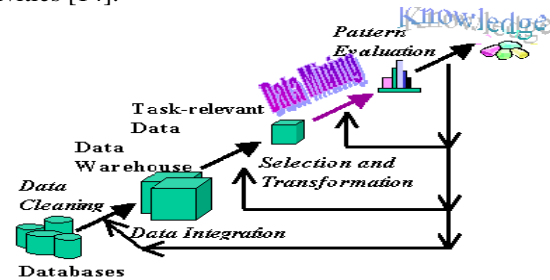 Knowledge
Pattern
Evaluation
Data Mining
Task-relevant
Data
Data
Warehouse
Selection and
Transformation
Data
Cleaning
Data Integration
Databases